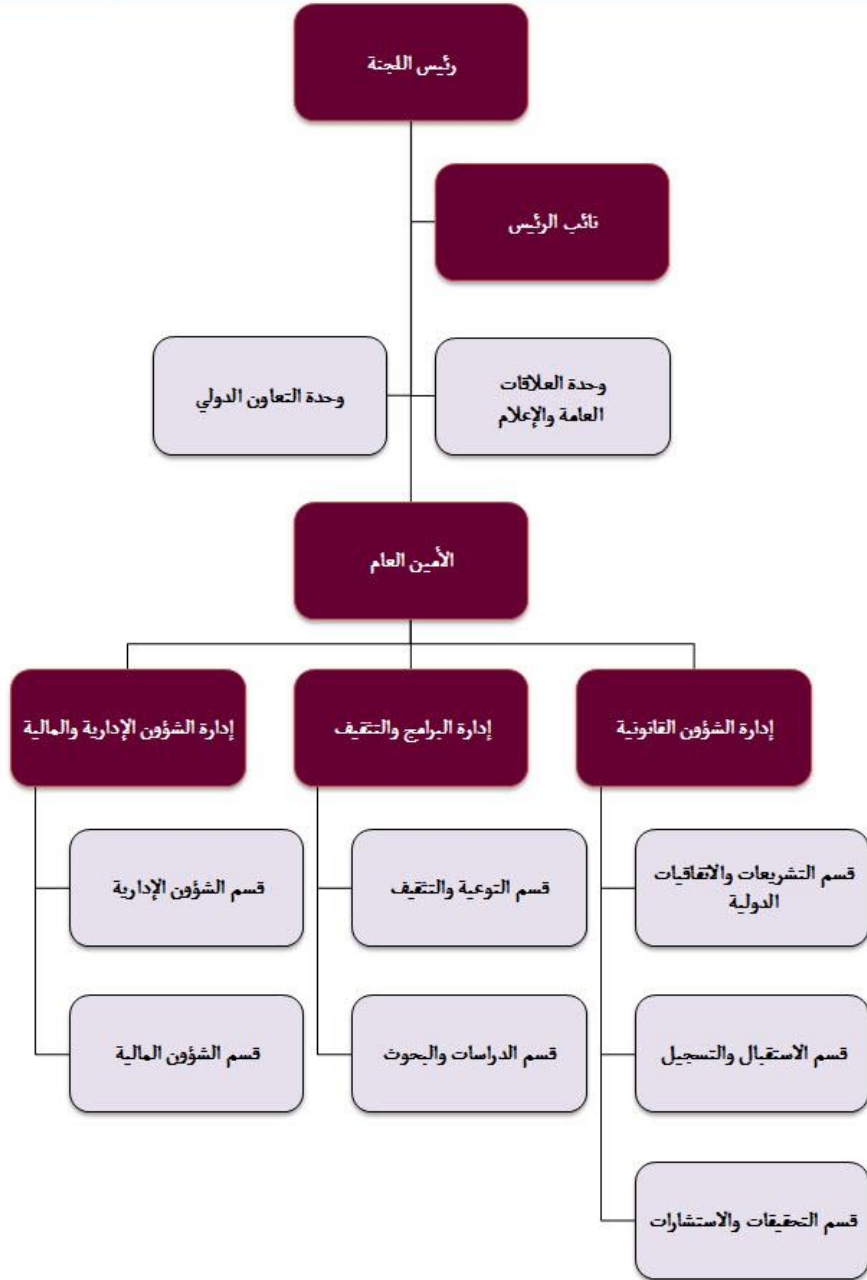 رئيس اللجنة
نائب الرئيس
وحدة العلاقات
العامة والإعلام
وحدة التعاون الدولي
الأمين العام
إدارة الشؤون القانونية
إدارة البرامج والتثقيف
إدارة الشؤون الإدارية والمالية
قسم التشريعات والاتفاقيات
الدولية
قسم التوعية والتثقيف
قسم الشؤون الإدارية
قسم الاستقبال والتسجيل
قسم الدراسات والبحوث
قسم الشؤون المالية
قسم التحقيقات والاستشارات